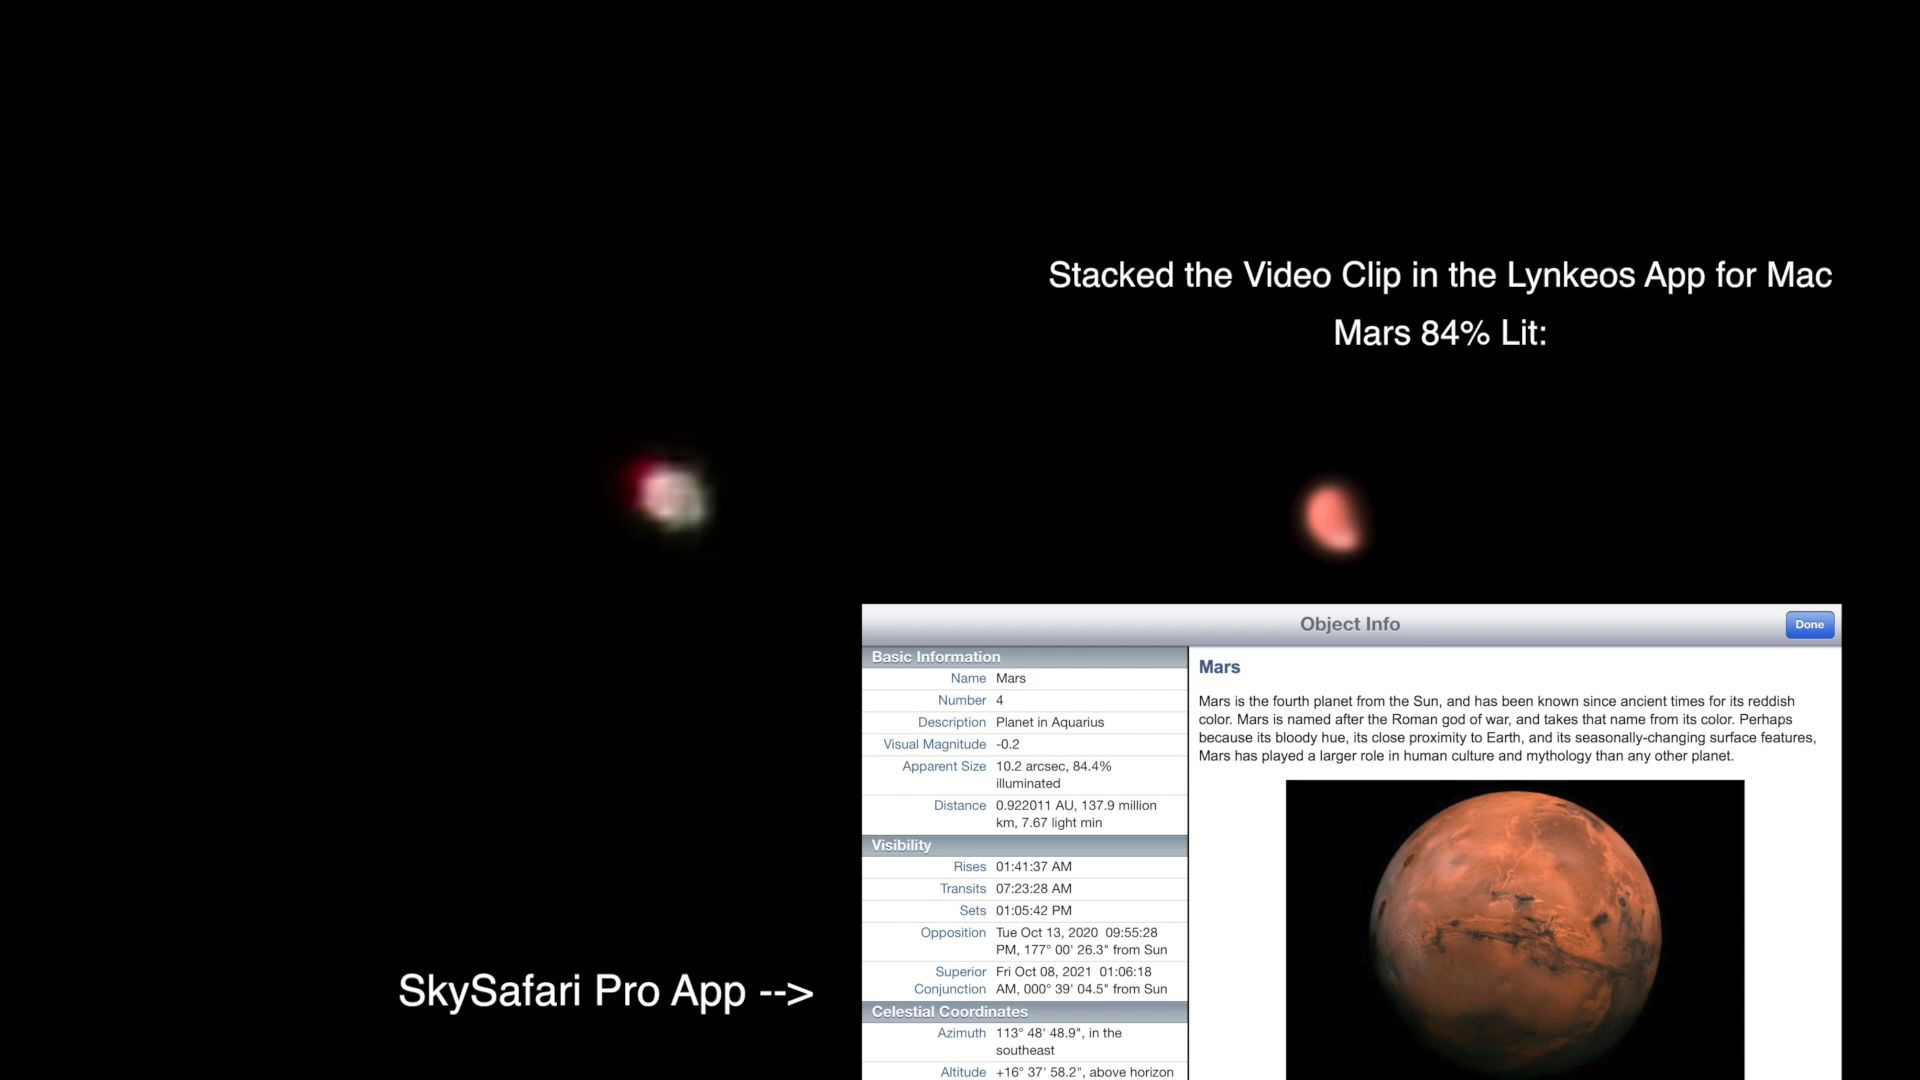 Stacked the Video Clip in the Lynkeos App for Mac
Mars 84% Lit:
SkySafari Pro App -->
Object Info
Done
Basic Information
Name Mars
Number 4
Description Planet in Aquarius
Visual Magnitude -0.2
Apparent Size 10.2 arcsec, 84.4%
illuminated
Distance 0.922011 AU, 137.9 million
km, 7.67 light min
Visibility
Rises 01:41:37 AM
Transits 07:23:28 AM
Sets 01:05:42 PM
Opposition Tue Oct 13, 2020 09:55:28
PM, 177° 00' 26.3" from Sun
Superior Fri Oct 08, 2021 01:06:18
Conjunction AM, 000° 39' 04.5" from Sun
Celestial Coordinates
Azimuth 113° 48' 48.9", in the
southeast
Altitude +16° 37' 58.2", above horizon
Mars
Mars is the fourth planet from the Sun, and has been known since ancient times for its reddish
color. Mars is named after the Roman god of war, and takes that name from its color. Perhaps
because its bloody hue, its close proximity to Earth, and its seasonally-changing surface features,
Mars has played a larger role in human culture and mythology than any other planet.